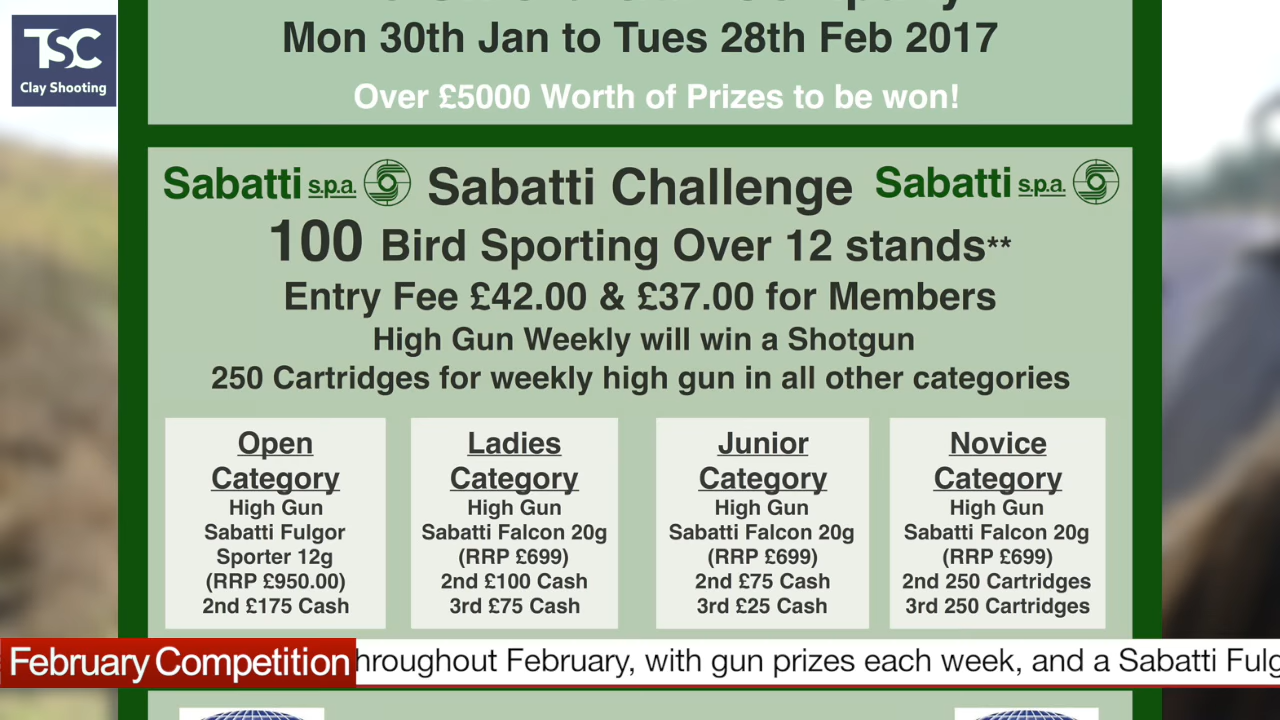 TSC
Clay Shooting
Mon 30th Jan to Tues 28th Feb 2017
Over £5000 Worth of Prizes to be won!
Sabatti s.p.a. Sabatti Challenge Sabatti s.p.a.
100 Bird Sporting Over 12 stands**
Entry Fee £42.00 & £37.00 for Members
High Gun Weekly will win a Shotgun
250 Cartridges for weekly high gun in all other categories
Open
Category
High Gun
Sabatti Fulgor
Sporter 12g
(RRP £950.00)
2nd £175 Cash
Ladies
Category
High Gun
Sabatti Falcon 20g
(RRP £699)
2nd £100 Cash
3rd £75 Cash
Junior
Category
High Gun
Sabatti Falcon 20g
(RRP £699)
2nd £75 Cash
3rd £25 Cash
Novice
Category
High Gun
Sabatti Falcon 20g
(RRP £699)
2nd 250 Cartridges
3rd 250 Cartridges
February Competition hroughout February, with gun prizes each week, and a Sabatti Fulg